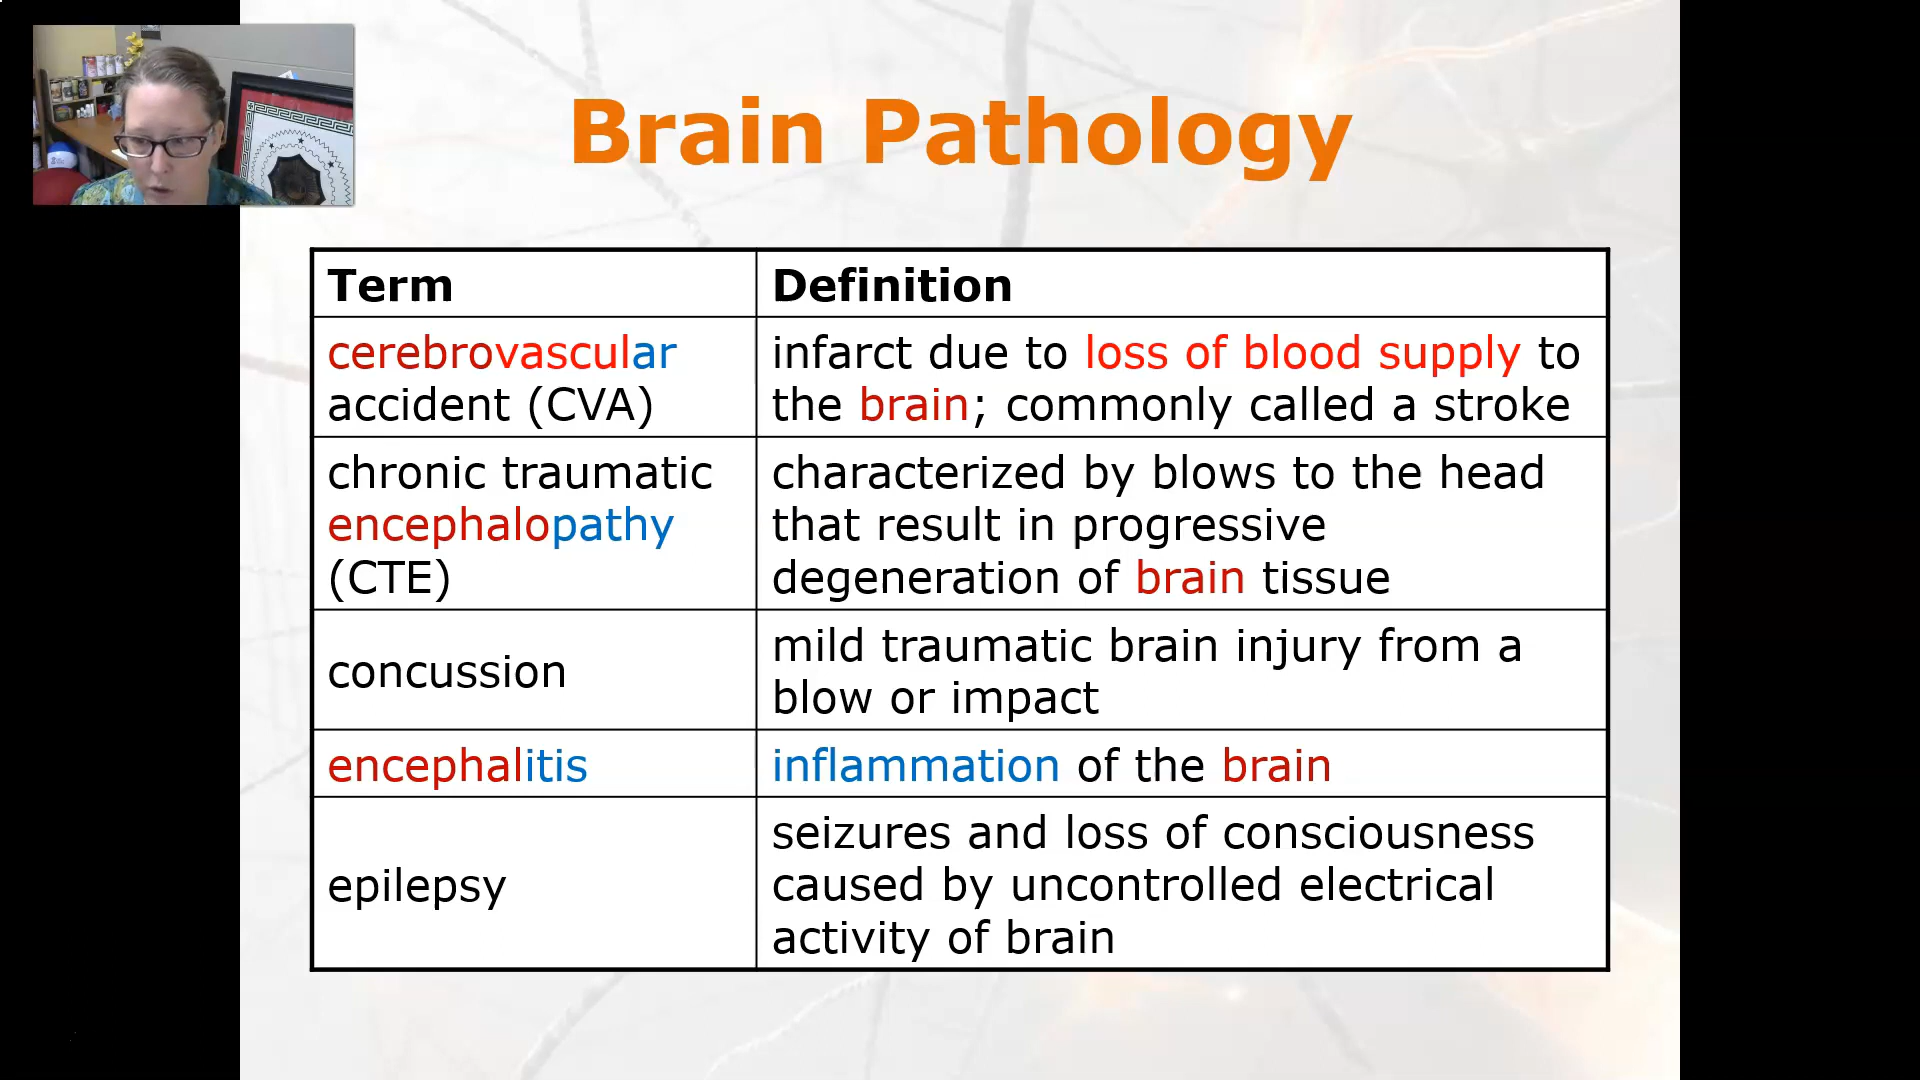 Brain Pathology
Term
Definition
cerebrovascular
accident (CVA)
infarct due to loss of blood supply to
the brain; commonly called a stroke
chronic traumatic
encephalopathy
(CTE)
characterized by blows to the head
that result in progressive
degeneration of brain tissue
concussion
mild traumatic brain injury from a
blow or impact
encephalitis
inflammation of the brain
epilepsy
seizures and loss of consciousness
caused by uncontrolled electrical
activity of brain